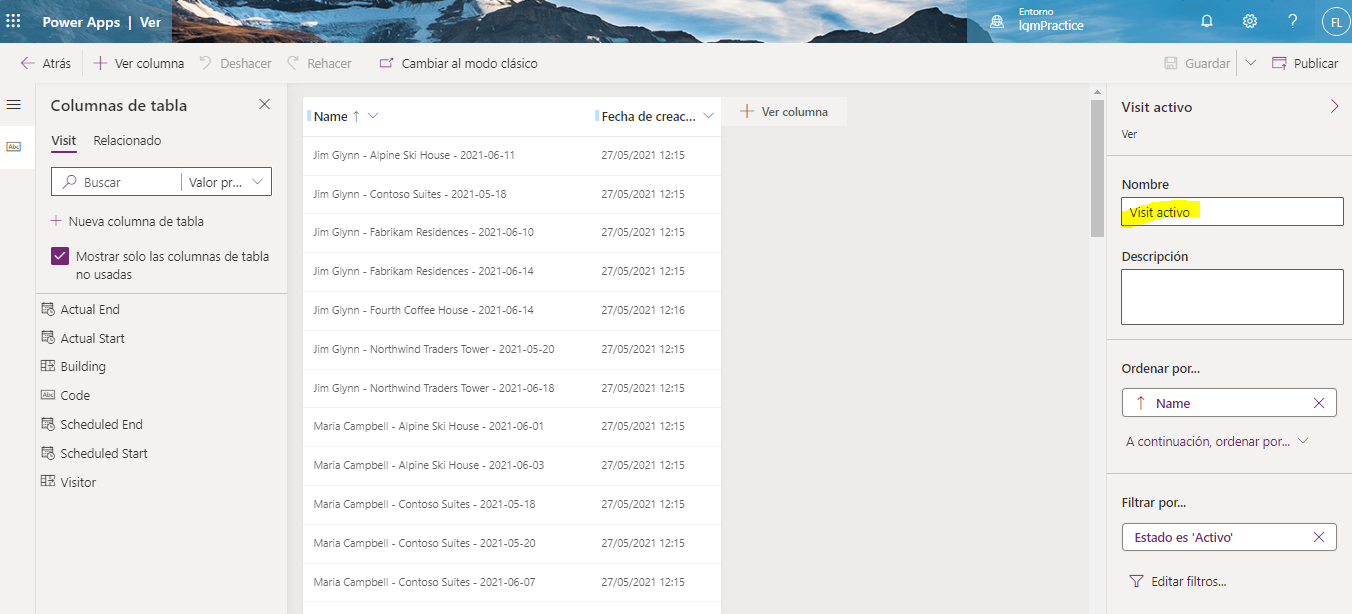 Power Apps | Ver
Entorno
lqmPractice
?
FL
Atrás
Ver columna
Deshacer
Rehacer
Cambiar al modo clásico
Guardar
Publicar
Columnas de tabla
Visit
Relacionado
Buscar
Valor pr...
Nueva columna de tabla
Mostrar solo las columnas de tabla
no usadas
Actual End
Actual Start
Building
Abc
Code
Scheduled End
Scheduled Start
Visitor
Abc
Name ↑
Fecha de creac...
Ver columna
Jim Glynn - Alpine Ski House - 2021-06-11 27/05/2021 12:15
Jim Glynn - Contoso Suites - 2021-05-18 27/05/2021 12:15
Jim Glynn - Fabrikam Residences - 2021-06-10 27/05/2021 12:15
Jim Glynn - Fabrikam Residences - 2021-06-14 27/05/2021 12:15
Jim Glynn - Fourth Coffee House - 2021-06-14 27/05/2021 12:16
Jim Glynn - Northwind Traders Tower - 2021-05-20 27/05/2021 12:15
Jim Glynn - Northwind Traders Tower - 2021-06-18 27/05/2021 12:15
Maria Campbell - Alpine Ski House - 2021-06-01 27/05/2021 12:15
Maria Campbell - Alpine Ski House - 2021-06-03 27/05/2021 12:15
Maria Campbell - Contoso Suites - 2021-05-18 27/05/2021 12:15
Maria Campbell - Contoso Suites - 2021-05-20 27/05/2021 12:15
Maria Campbell - Contoso Suites - 2021-06-07 27/05/2021 12:15
Visit activo
Ver
Nombre
Visit activo
Descripción
Ordenar por...
↑ Name
A continuación, ordenar por...
Filtrar por...
Estado es 'Activo'
Editar filtros...